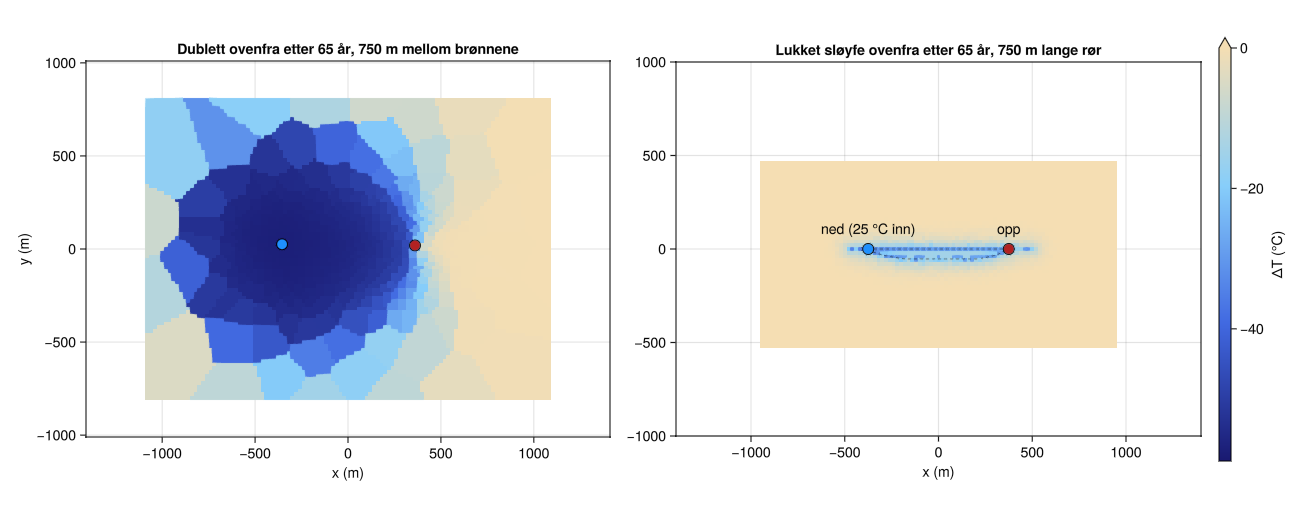 Dublett ovenfra etter 65 år, 750 m mellom brønnene
1000
500
0
−500
−1000
y (m)
−1000
−500
0
500
1000
x (m)
Lukket sløyfe ovenfra etter 65 år, 750 m lange rør
1000
500
0
−500
−1000
ned (25 °C inn)
opp
−1000
−500
0
500
1000
x (m)
0
−20
−40
ΔT (°C)